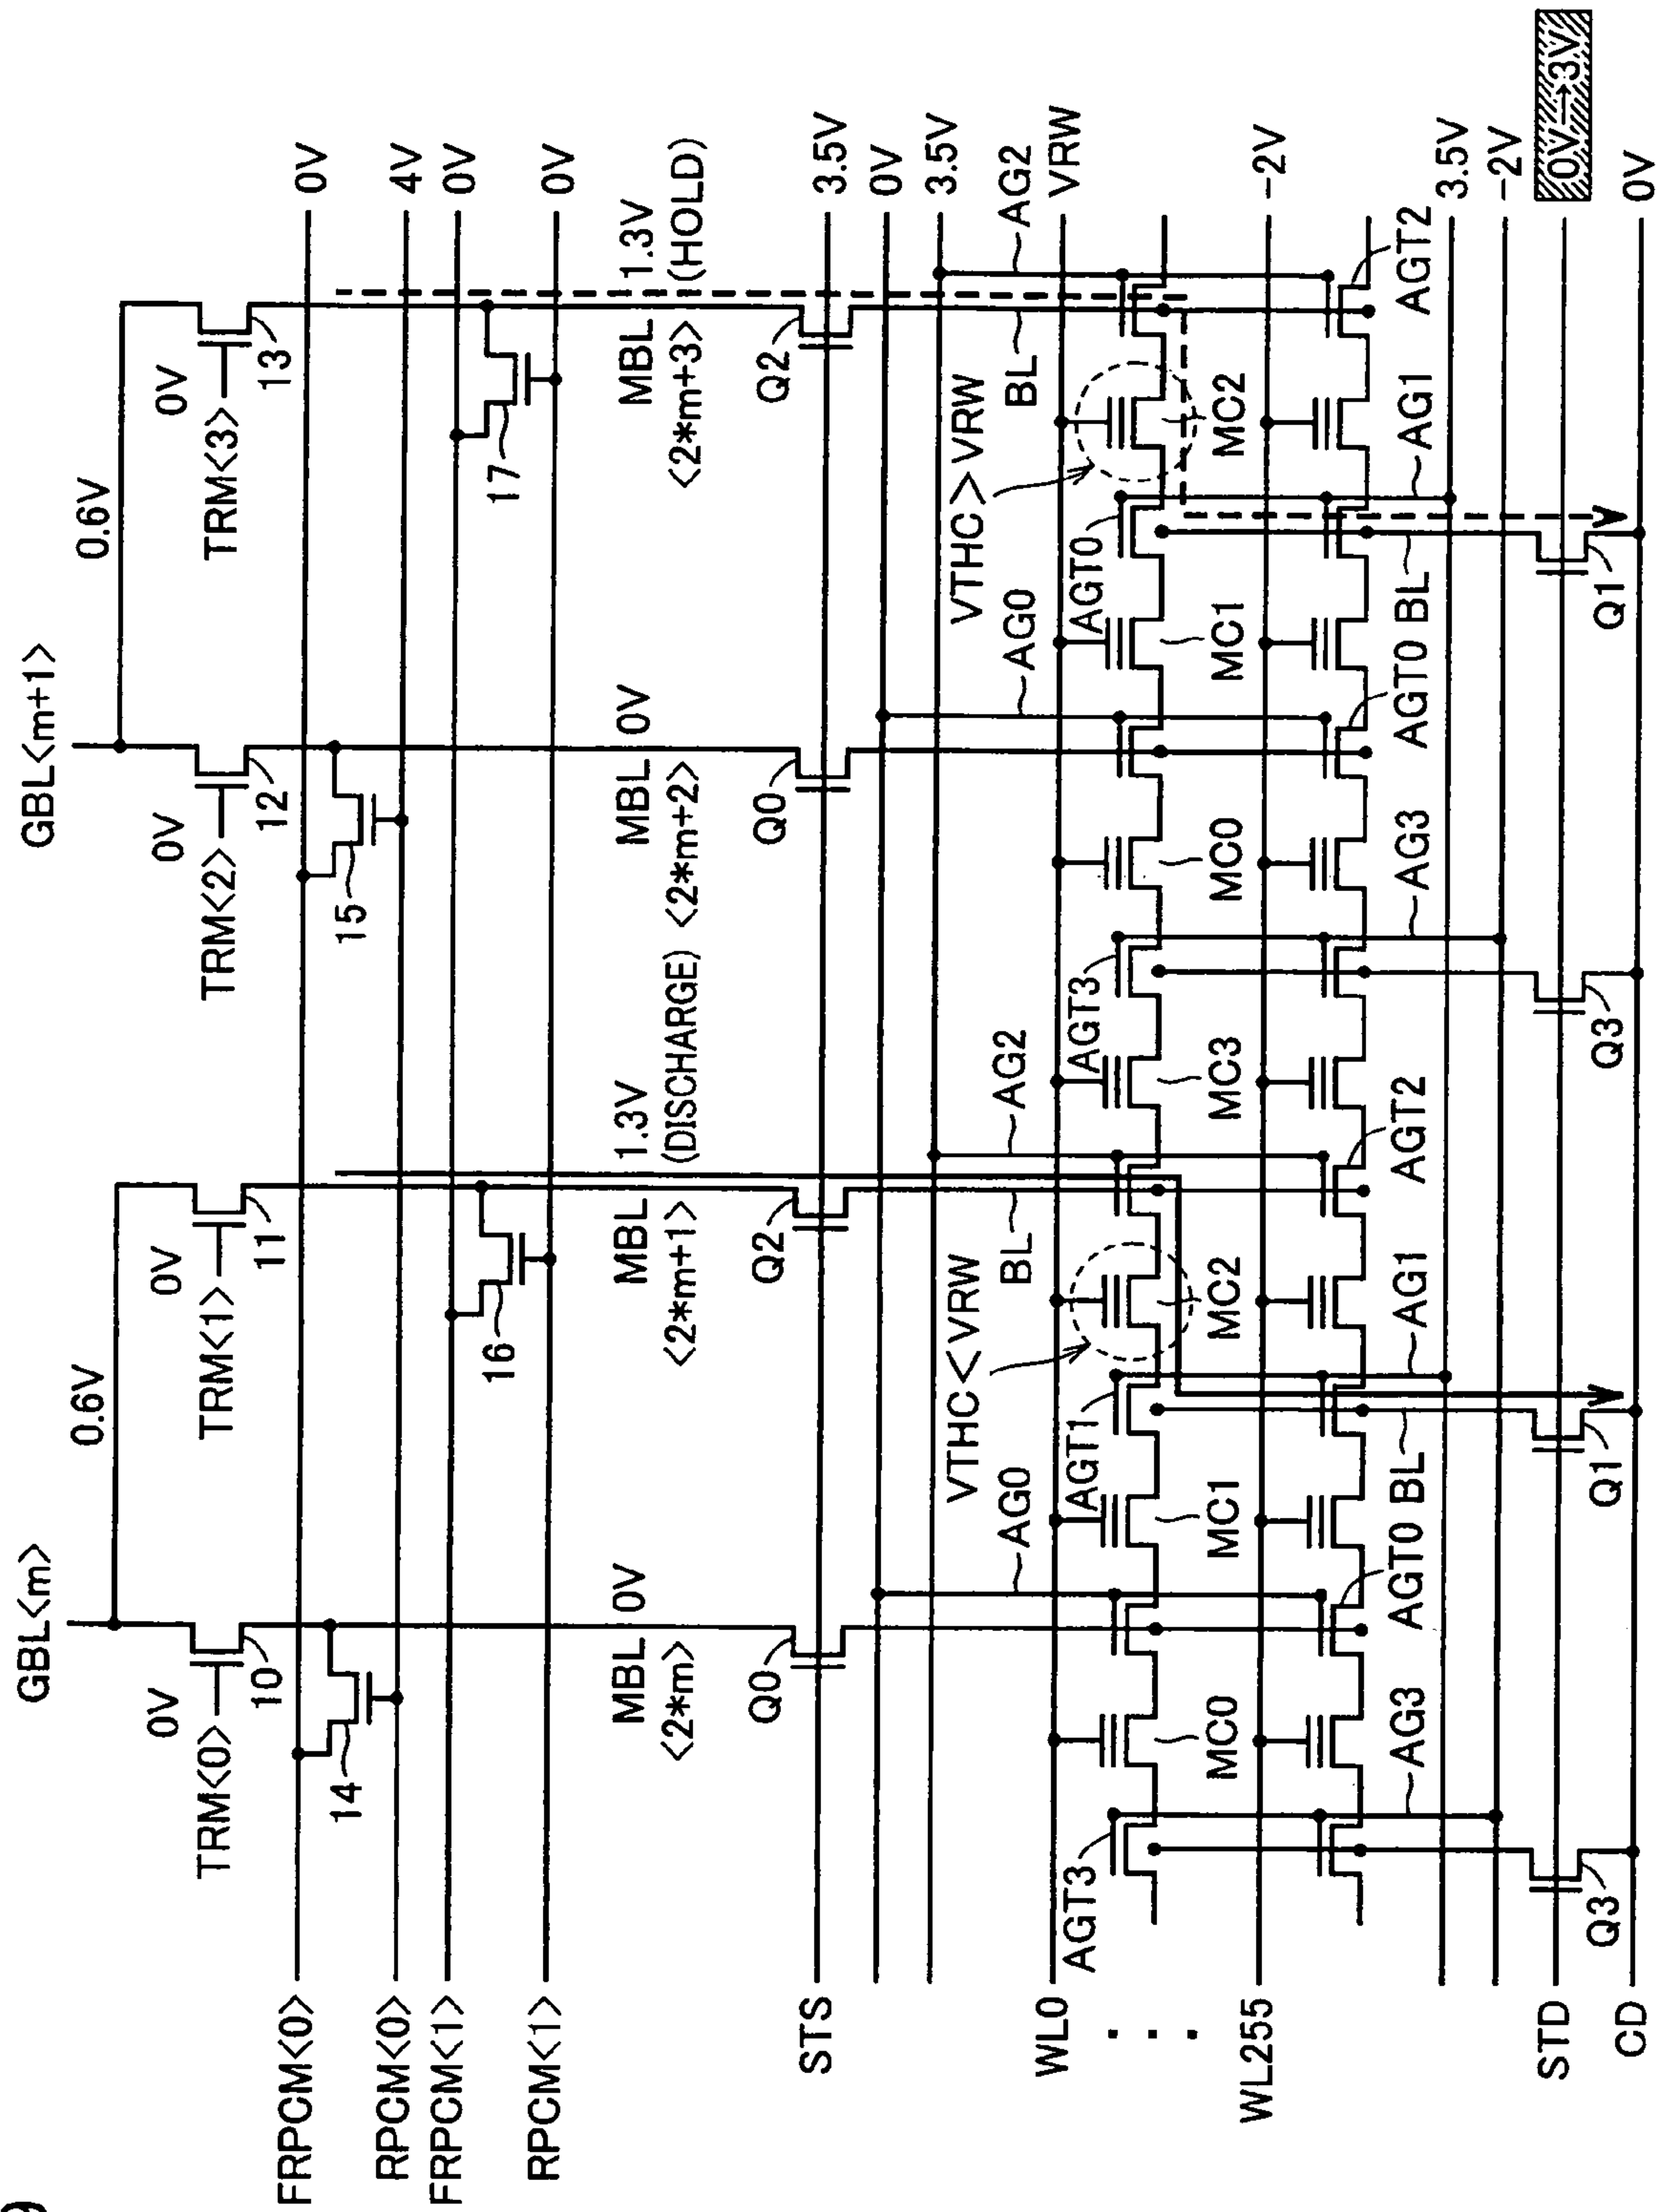 9
GBL<m>
GBL<m+1>
0.6V
0.6V
0V
TRM<0>
10
0V
TRM<1>
11
0V
TRM<2>
12
0V
TRM<3>
13
FRPCM<0>
0V
14
15
RPCM<0>
4V
FRPCM<1>
0V
16
17
RPCM<1>
0V
MBL 0V
<2*m>
MBL 1.3V
<2*m+1> (DISCHARGE)
MBL 0V
<2*m+2>
MBL 1.3V
<2*m+3> (HOLD)
Q0
Q2
Q0
Q2
STS
3.5V
0V
3.5V
VTHC<VRW
BL
AG2
VTHC>VRW
BL
AG2
AG0
AG0
WL0
VRW
AGT3
AGT1
AGT3
AGT0
MC0
MC1
MC2
MC3
MC0
MC1
MC2
WL255
-2V
AG3
AGT0
BL
AG1
AGT2
AG3
AGT0
BL
AG1
AGT2
3.5V
-2V
STD
0V→3V
Q3
Q1
Q3
Q1
CD
0V